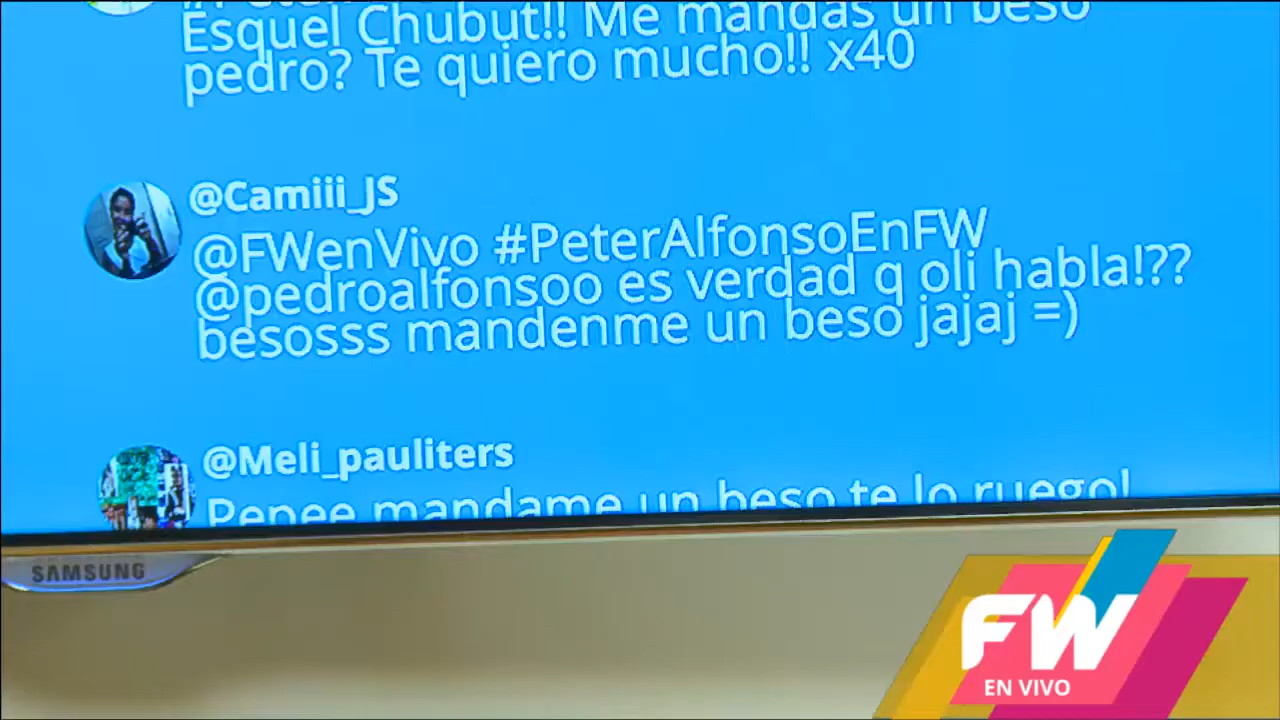 Esquel Chubut!! Me mandas un beso
pedro? Te quiero mucho!! x40
@Camiii_JS
@FWenVivo #PeterAlfonsoEnFW
@pedroalfonsoo es verdad q oli habla!??
besosss mandenme un beso jajaj =)
@Meli_pauliters
Pepee mandame un beso te lo ruego!
SAMSUNG
FW
EN VIVO